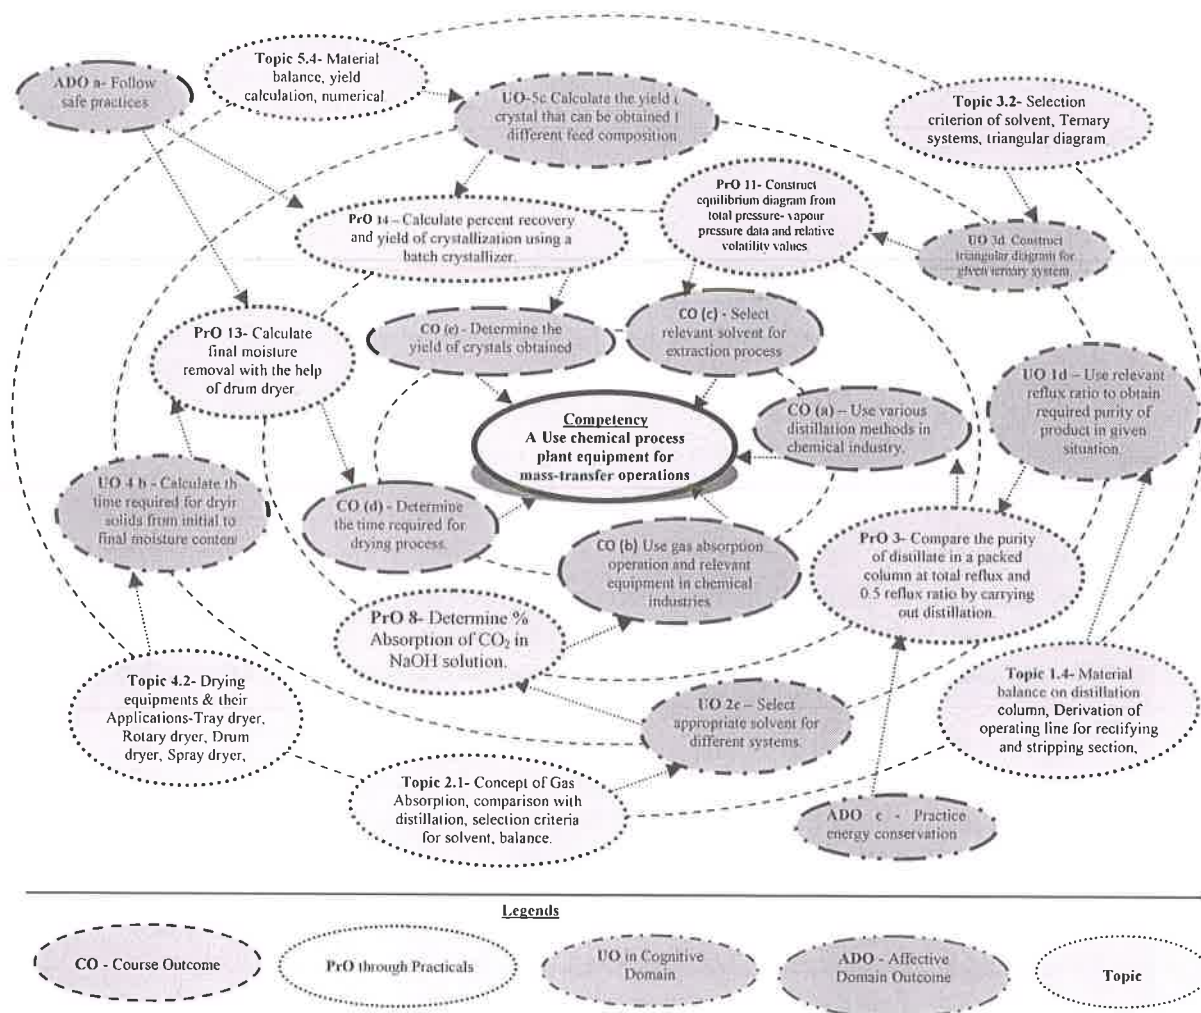 Topic 5.4- Material
balance, yield
calculation, numerical
ADO a- Follow
safe practices
UO-5c Calculate the yield
crystal that can be obtained
different feed composition
Topic 3.2- Selection
criterion of solvent, Ternary
systems, triangular diagram
PrO 14 – Calculate percent recovery
and yield of crystallization using a
batch crystallizer.
PrO 11- Construct
equilibrium diagram from
total pressure- vapour
pressure data and relative
volatility values
UO 3d Construct
triangular diagram for
given ternary system.
PrO 13- Calculate
final moisture
removal with the help
of drum dryer.
CO (e) - Determine the
yield of crystals obtained
CO (c) - Select
relevant solvent for
extraction process
UO 1d – Use relevant
reflux ratio to obtain
required purity of
product in given
situation.
Competency
A Use chemical process
plant equipment for
mass-transfer operations
CO (a) – Use various
distillation methods in
chemical industry.
UO 4 b - Calculate th
time required for dryin
solids from initial to
final moisture conten
CO (d) - Determine
the time required for
drying process.
CO (b) Use gas absorption
operation and relevant
equipment in chemical
industries
PrO 3- Compare the
purity of distillate in a packed
column at total reflux and
0.5 reflux ratio by carrying
out distillation.
PrO 8- Determine %
Absorption of CO₂ in
NaOH solution.
Topic 4.2- Drying
equipments & their
Applications-Tray dryer,
Rotary dryer, Drum
dryer, Spray dryer,
UO 2c – Select
appropriate solvent for
different systems.
Topic 1.4- Material
balance on distillation
column, Derivation of
operating line for rectifying
and stripping section,
Topic 2.1- Concept of Gas
Absorption, comparison with
distillation, selection criteria
for solvent, balance.
ADO c - Practice
energy conservation
Legends
CO - Course Outcome
PrO through Practicals
UO in Cognitive
Domain
ADO - Affective
Domain Outcome
Topic